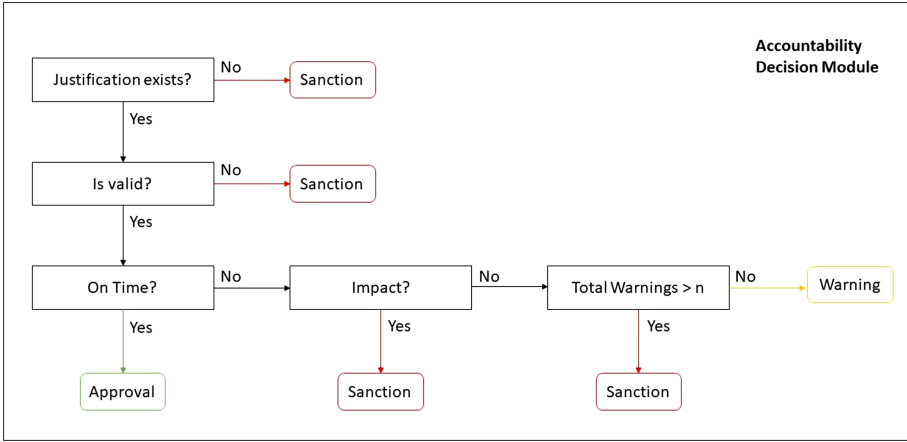 Accountability
Decision Module
Justification exists?
No
Sanction
Yes
Is valid?
No
Sanction
Yes
On Time?
No
Impact?
No
Total Warnings > n
No
Warning
Yes
Yes
Yes
Approval
Sanction
Sanction